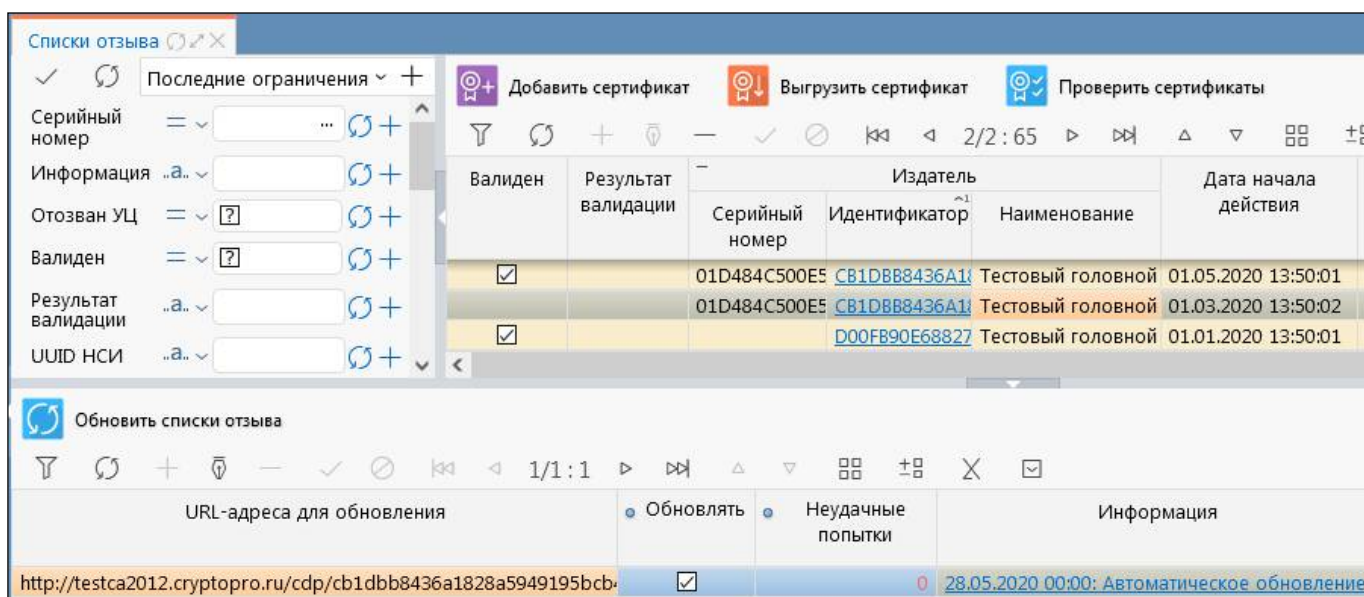 Списки отзыва
Последние ограничения
Серийный номер
Информация
Отозван УЦ
Валиден
Результат валидации
UUID НСИ
Добавить сертификат
Выгрузить сертификат
Проверить сертификаты
2/2 : 65
Валиден
Результат валидации
Издатель
Серийный номер
Идентификатор
Наименование
Дата начала действия
01D484C500E5 CB1DBB8436A18 Тестовый головной 01.05.2020 13:50:01
01D484C500E5 CB1DBB8436A18 Тестовый головной 01.03.2020 13:50:02
D00FB90E68827 Тестовый головной 01.01.2020 13:50:01
Обновить списки отзыва
1/1 : 1
URL-адреса для обновления
Обновлять
Неудачные попытки
Информация
http://testca2012.cryptopro.ru/cdp/cb1dbb8436a1828a5949195bcb4 0 28.05.2020 00:00: Автоматическое обновление